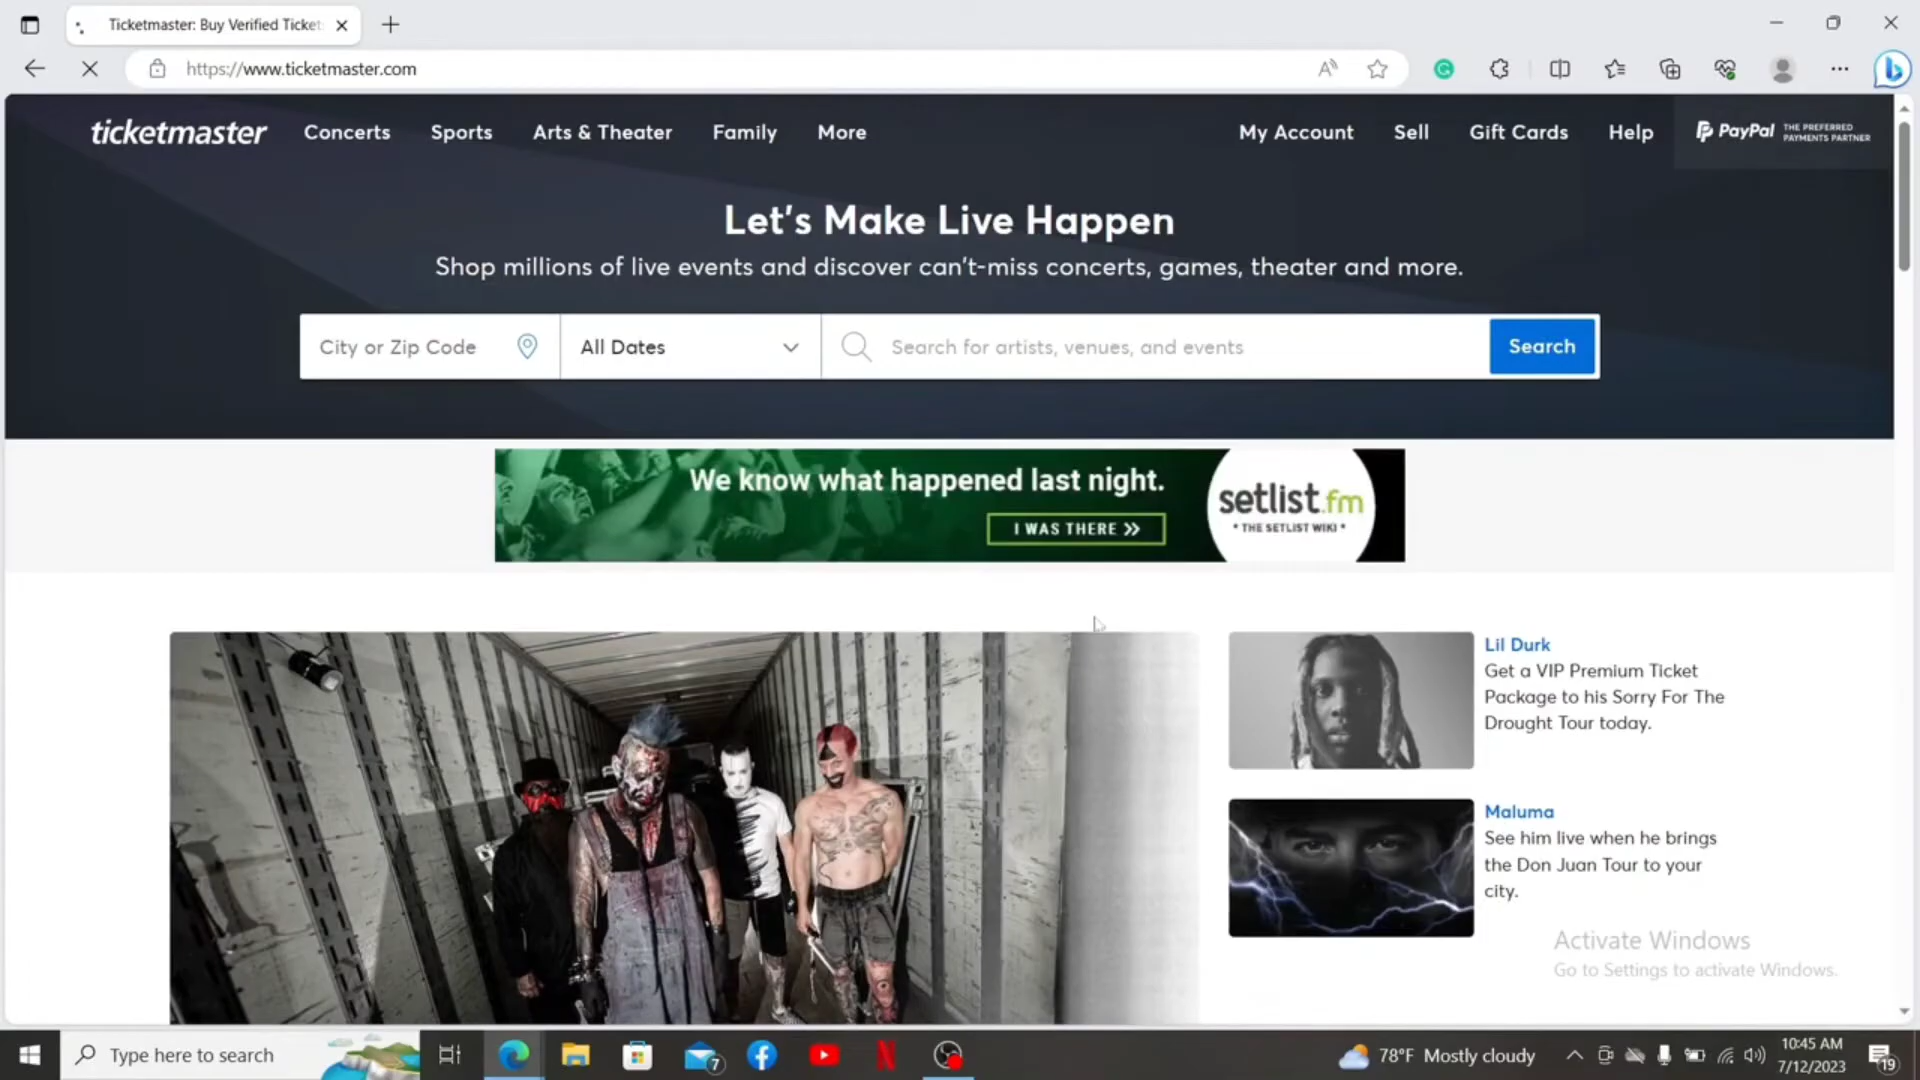 Ticketmaster: Buy Verified Ticket
https://www.ticketmaster.com
ticketmaster Concerts Sports Arts & Theater Family More My Account Sell Gift Cards Help PayPal THE PREFERRED
PAYMENTS PARTNER
Let's Make Live Happen
Shop millions of live events and discover can't-miss concerts, games, theater and more.
City or Zip Code All Dates Search for artists, venues, and events Search
We know what happened last night.
I WAS THERE »
setlist.fm
• THE SETLIST WIKI •
Lil Durk
Get a VIP Premium Ticket
Package to his Sorry For The
Drought Tour today.
Maluma
See him live when he brings
the Don Juan Tour to your
city.
Activate Windows
Go to Settings to activate Windows.
Type here to search
7
78°F Mostly cloudy
10:45 AM
7/12/2023
19